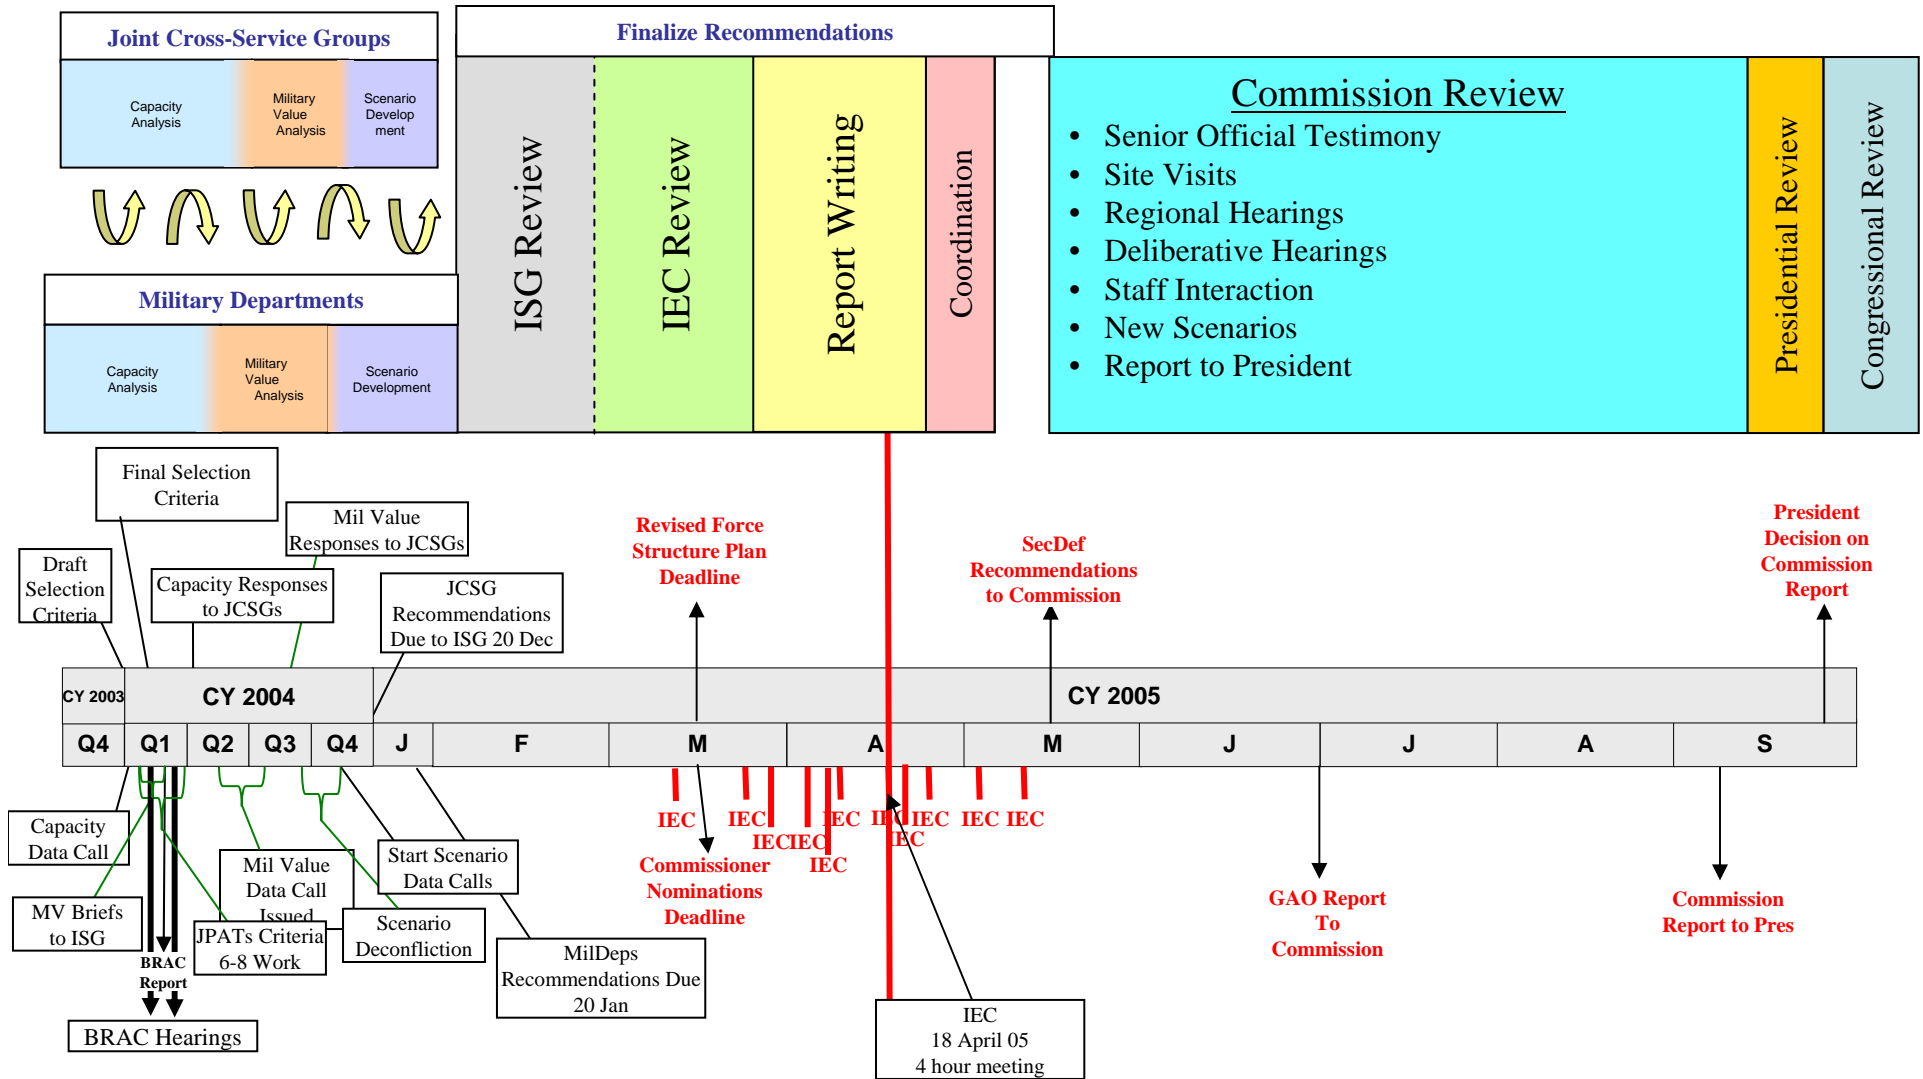 Joint Cross-Service Groups
Capacity
Analysis
Military
Value
Analysis
Scenario
Develop
ment
Military Departments
Capacity
Analysis
Military
Value
Analysis
Scenario
Development
Finalize Recommendations
ISG Review
IEC Review
Report Writing
Coordination
Commission Review
• Senior Official Testimony
• Site Visits
• Regional Hearings
• Deliberative Hearings
• Staff Interaction
• New Scenarios
• Report to President
Presidential Review
Congressional Review
Final Selection
Criteria
Mil Value
Responses to JCSGs
Draft
Selection
Criteria
Capacity Responses
to JCSGs
JCSG
Recommendations
Due to ISG 20 Dec
Revised Force
Structure Plan
Deadline
SecDef
Recommendations
to Commission
President
Decision on
Commission
Report
CY 2003
CY 2004
CY 2005
Q4 Q1 Q2 Q3 Q4 J F M A M J J A S
Capacity
Data Call
MV Briefs
to ISG
BRAC
Report
BRAC Hearings
Mil Value
Data Call
Issued
JPATs Criteria
6-8 Work
Start Scenario
Data Calls
Scenario
Deconfliction
MilDeps
Recommendations Due
20 Jan
IEC IEC IEC IEC IEC IEC IEC
IEC IEC IEC
IEC
Commissioner
Nominations
Deadline
IEC
18 April 05
4 hour meeting
GAO Report
To
Commission
Commission
Report to Pres